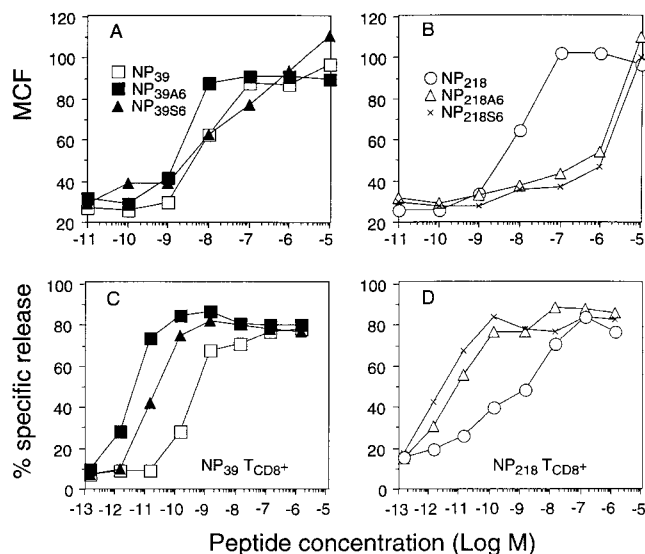 A
NP39
NP39A6
NP39S6
B
NP218
NP218A6
NP218S6
MCF
120
100
80
60
40
20
-11 -10 -9 -8 -7 -6 -5
120
100
80
60
40
20
-11 -10 -9 -8 -7 -6 -5
C
NP39 TCD8+
D
NP218 TCD8+
% specific release
100
80
60
40
20
0
-13 -12 -11 -10 -9 -8 -7 -6 -5
100
80
60
40
20
0
-13 -12 -11 -10 -9 -8 -7 -6 -5
Peptide concentration (Log M)